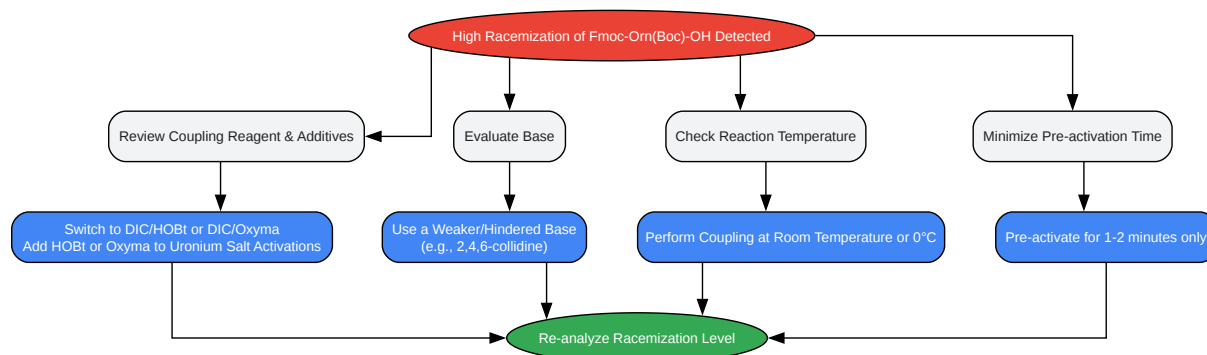 High Racemization of Fmoc-Orn(Boc)-OH Detected
Review Coupling Reagent & Additives
Evaluate Base
Check Reaction Temperature
Minimize Pre-activation Time
Switch to DIC/HOBt or DIC/Oxyma
Add HOBt or Oxyma to Uronium Salt Activations
Use a Weaker/Hindered Base
(e.g., 2,4,6-collidine)
Perform Coupling at Room Temperature or 0°C
Pre-activate for 1-2 minutes only
Re-analyze Racemization Level